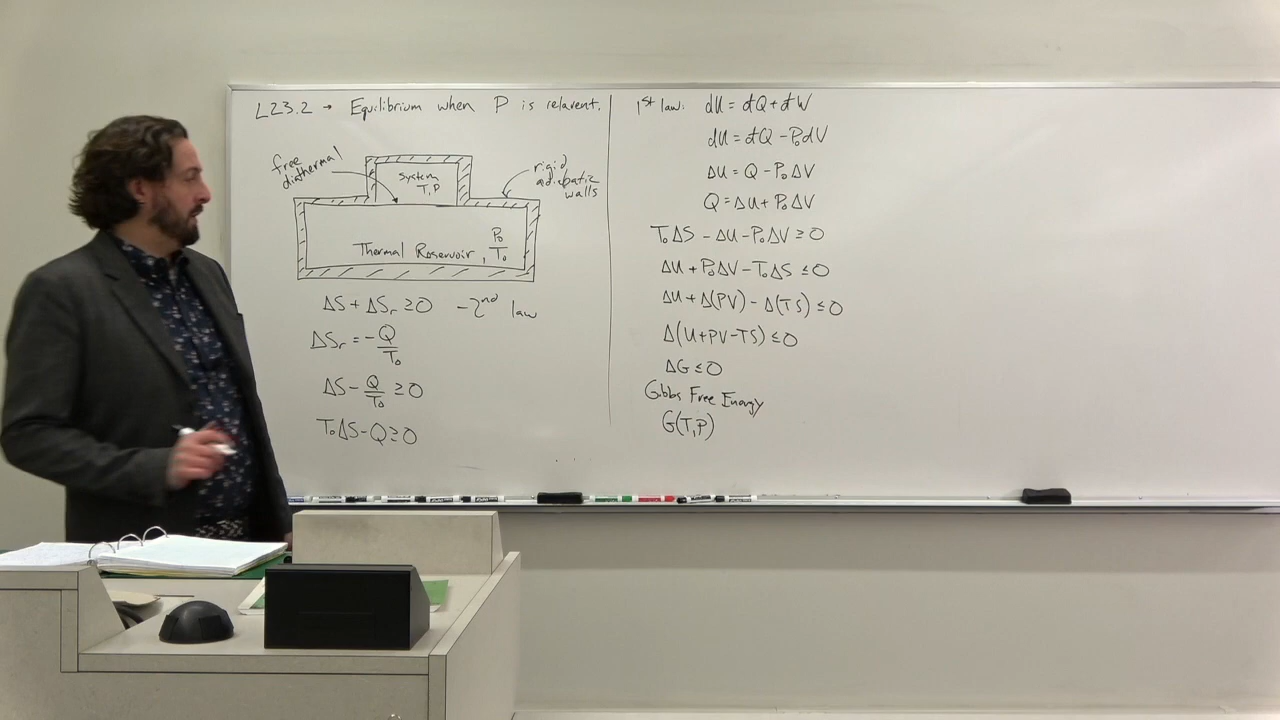 L23.2 → Equilibrium when P is relavent.
free
diathermal
system
T, P
rigid
adiabatic
walls
Thermal Reservoir, P₀/T₀
ΔS + ΔSᵣ ≥ 0 - 2nd law
ΔSᵣ = -Q/T₀
ΔS - Q/T₀ ≥ 0
T₀ΔS - Q ≥ 0
1st law: dU = đQ + đW
dU = đQ - P₀dV
ΔU = Q - P₀ΔV
Q = ΔU + P₀ΔV
T₀ΔS - ΔU - P₀ΔV ≥ 0
ΔU + P₀ΔV - T₀ΔS ≤ 0
ΔU + Δ(PV) - Δ(TS) ≤ 0
Δ(U+PV-TS) ≤ 0
ΔG ≤ 0
Gibbs Free Energy
G(T,P)